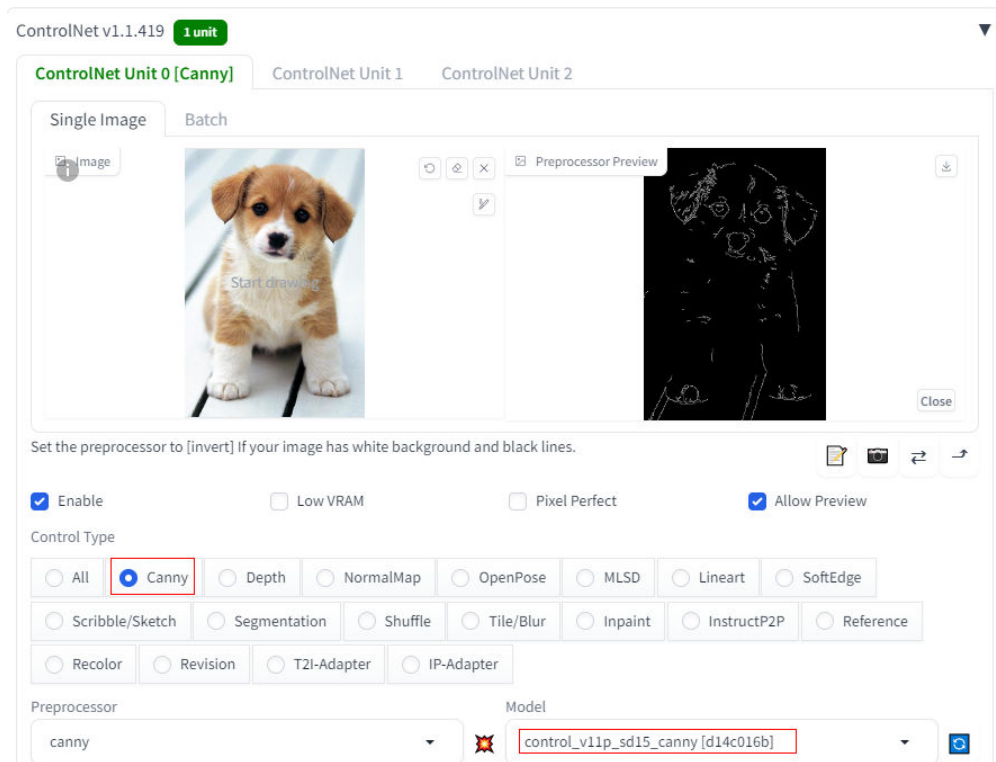 ControlNet v1.1.419 1 unit
ControlNet Unit 0 [Canny] ControlNet Unit 1 ControlNet Unit 2
Single Image Batch
Image
Preprocessor Preview
Start drawing
Close
Set the preprocessor to [invert] If your image has white background and black lines.
Enable Low VRAM Pixel Perfect Allow Preview
Control Type
All Canny Depth NormalMap OpenPose MLSD Lineart SoftEdge
Scribble/Sketch Segmentation Shuffle Tile/Blur Inpaint InstructP2P Reference
Recolor Revision T2I-Adapter IP-Adapter
Preprocessor Model
canny control_v11p_sd15_canny [d14c016b]